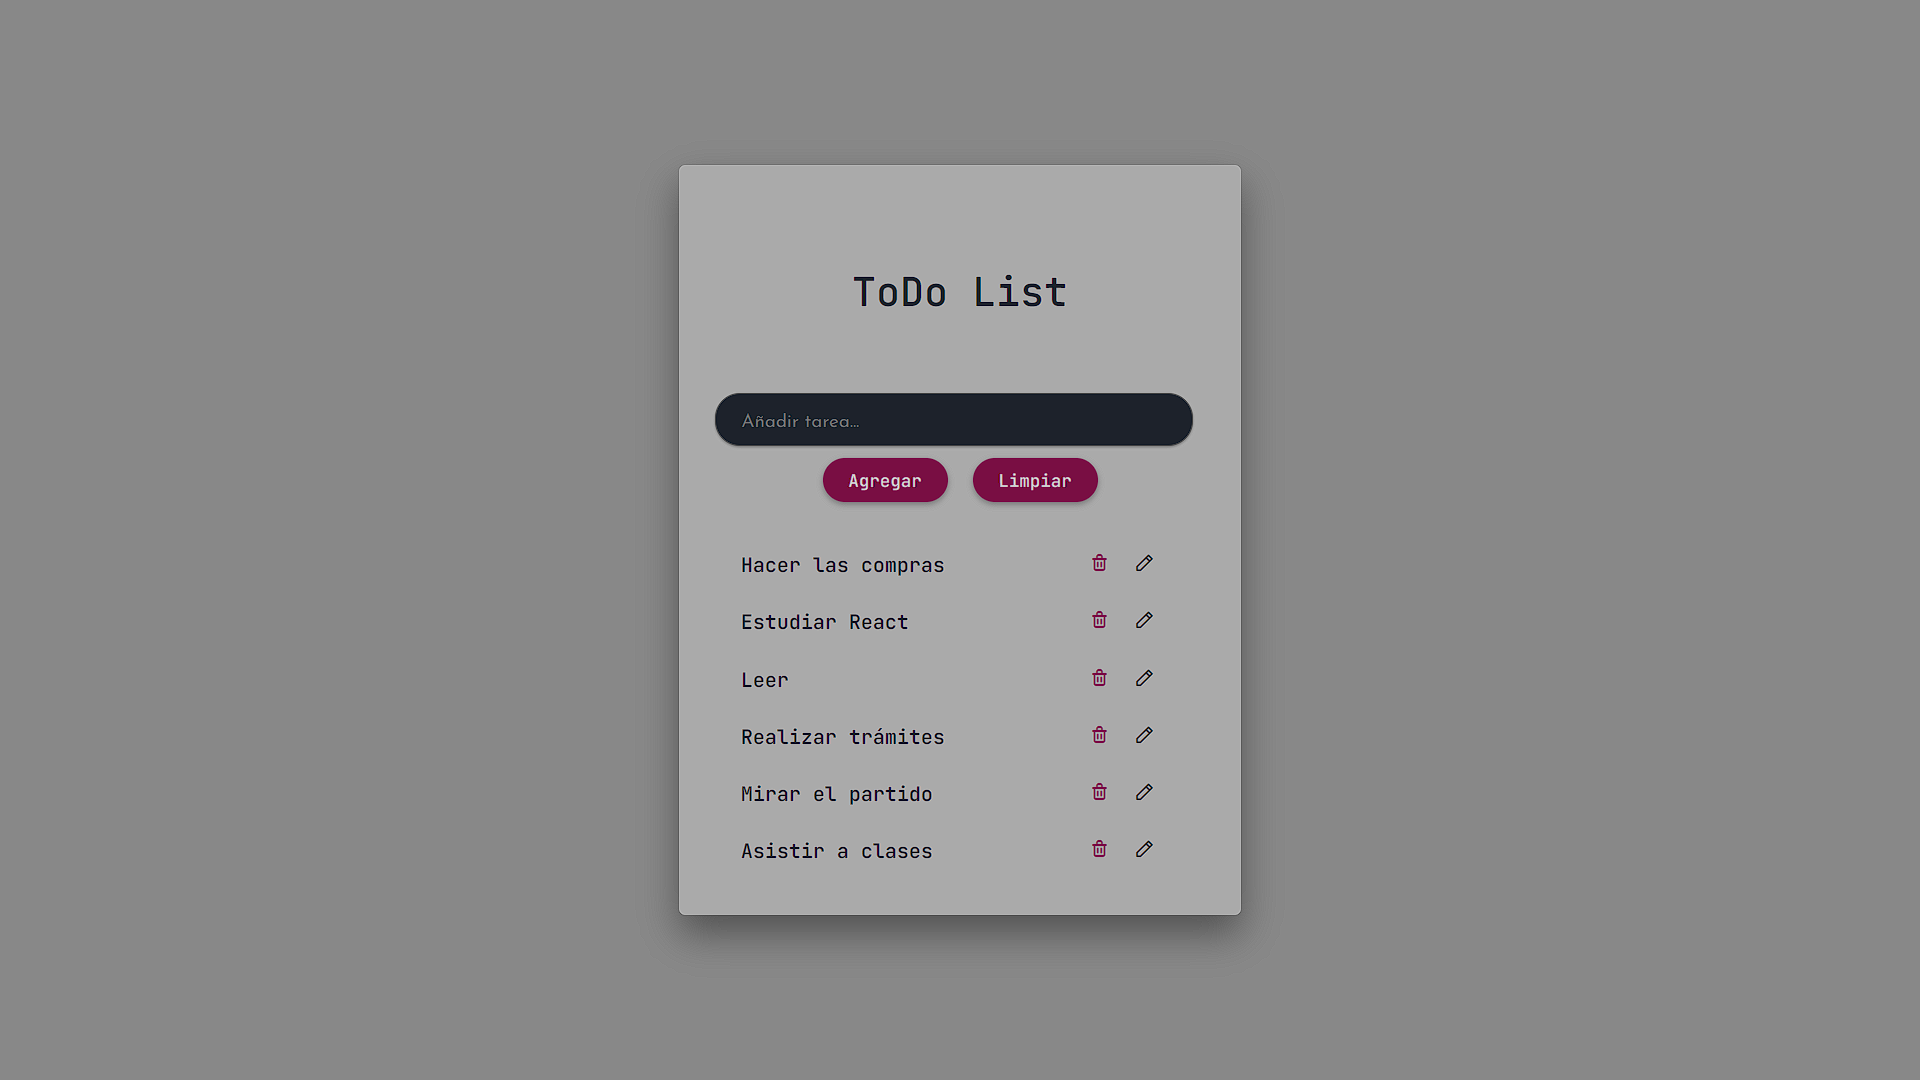 ToDo List
Añadir tarea...
Agregar Limpiar
Hacer las compras
Estudiar React
Leer
Realizar trámites
Mirar el partido
Asistir a clases